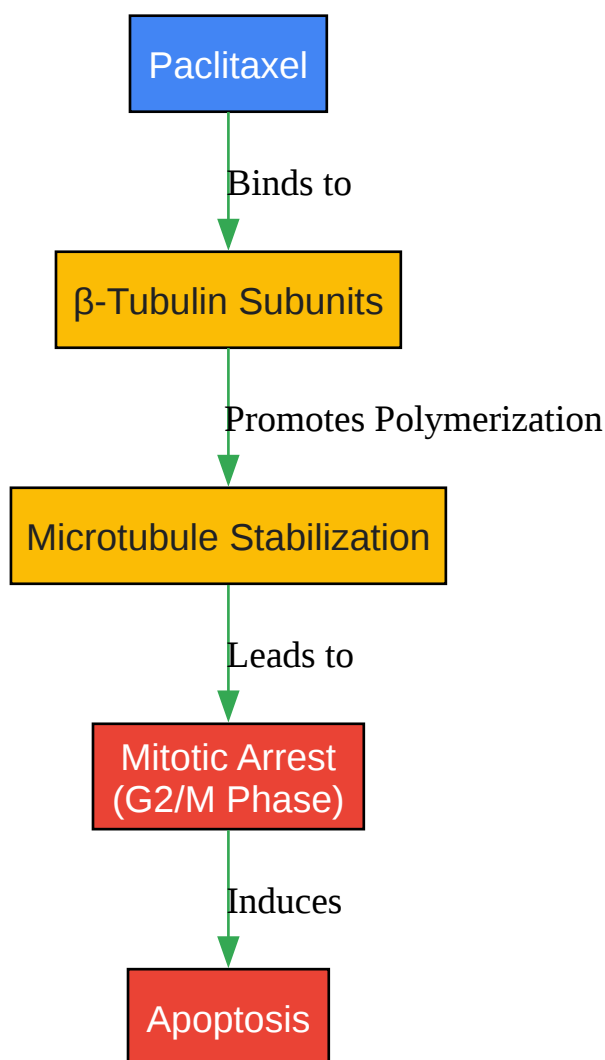 Paclitaxel
Binds to
β-Tubulin Subunits
Promotes Polymerization
Microtubule Stabilization
Leads to
Mitotic Arrest
(G2/M Phase)
Induces
Apoptosis